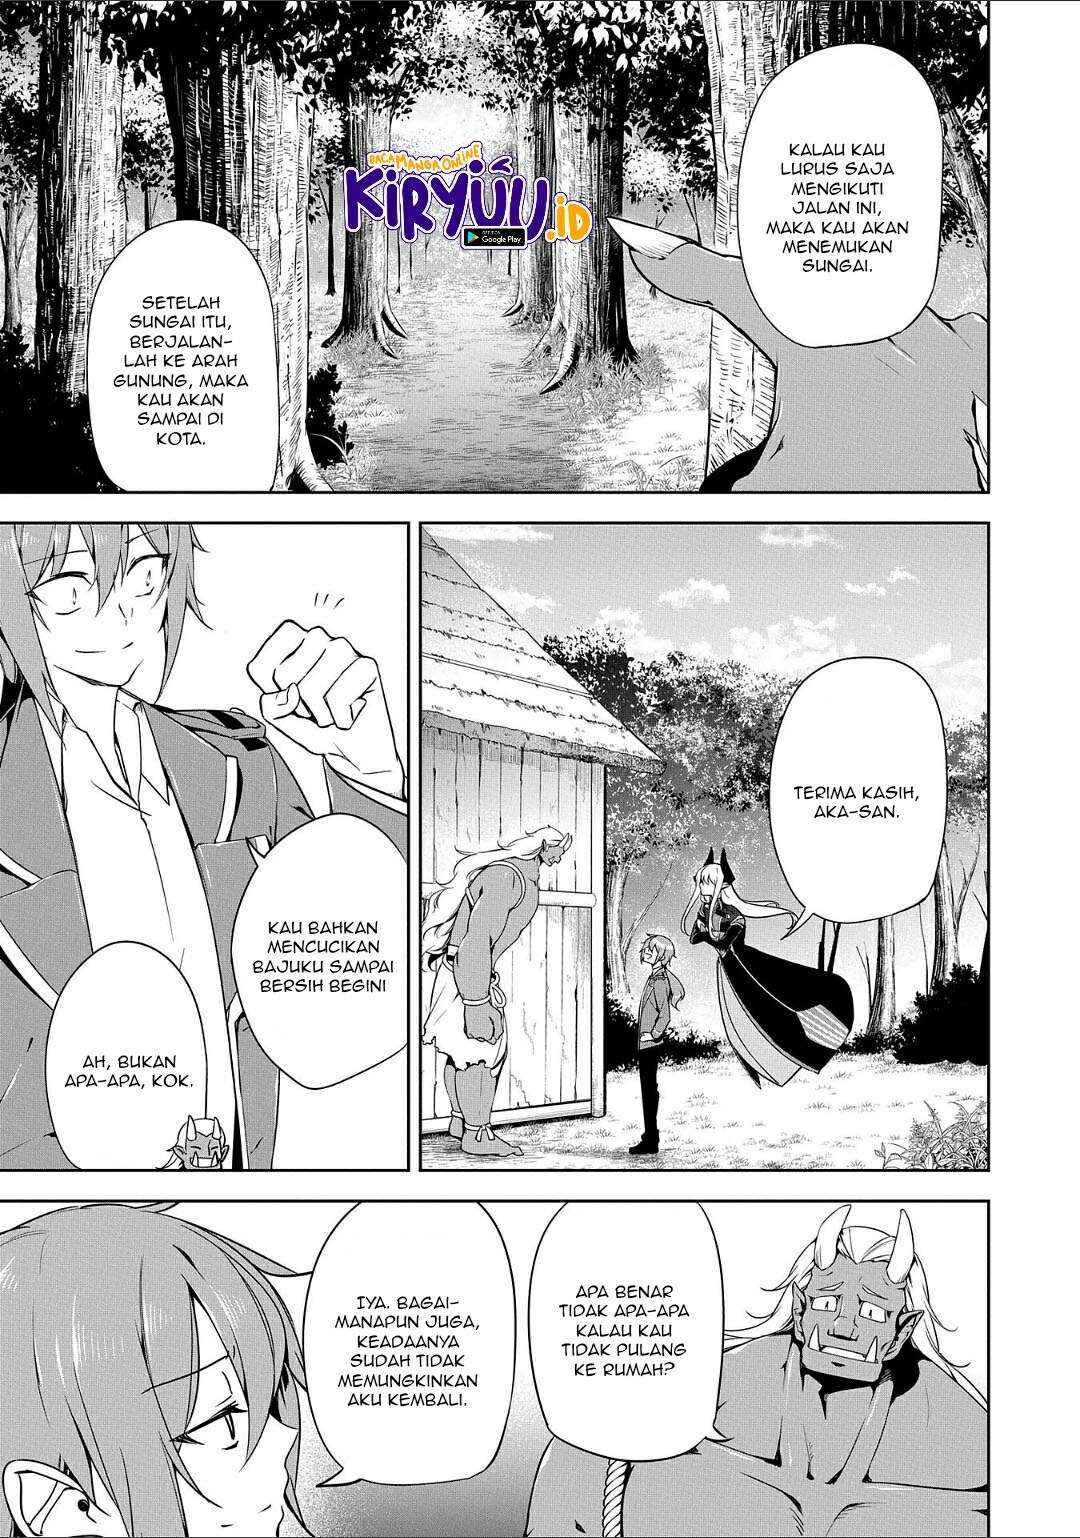 KALAU KAU
LURUS SAJA
MENGIKUTI
JALAN INI,
MAKA KAU AKAN
MENEMUKAN
SUNGAI.
BACA MANGA ONLINE
KIRYUU.ID
GET IT ON
Google Play
SETELAH
SUNGAI ITU,
BERJALAN-
LAH KE ARAH
GUNUNG, MAKA
KAU AKAN
SAMPAI DI
KOTA.
TERIMA KASIH,
AKA-SAN.
KAU BAHKAN
MENCUCIKAN
BAJUKU SAMPAI
BERSIH BEGINI
AH, BUKAN
APA-APA, KOK.
APA BENAR
TIDAK APA-APA
KALAU KAU
TIDAK PULANG
KE RUMAH?
IYA. BAGAI-
MANAPUN JUGA,
KEADAANYA
SUDAH TIDAK
MEMUNGKINKAN
AKU KEMBALI.